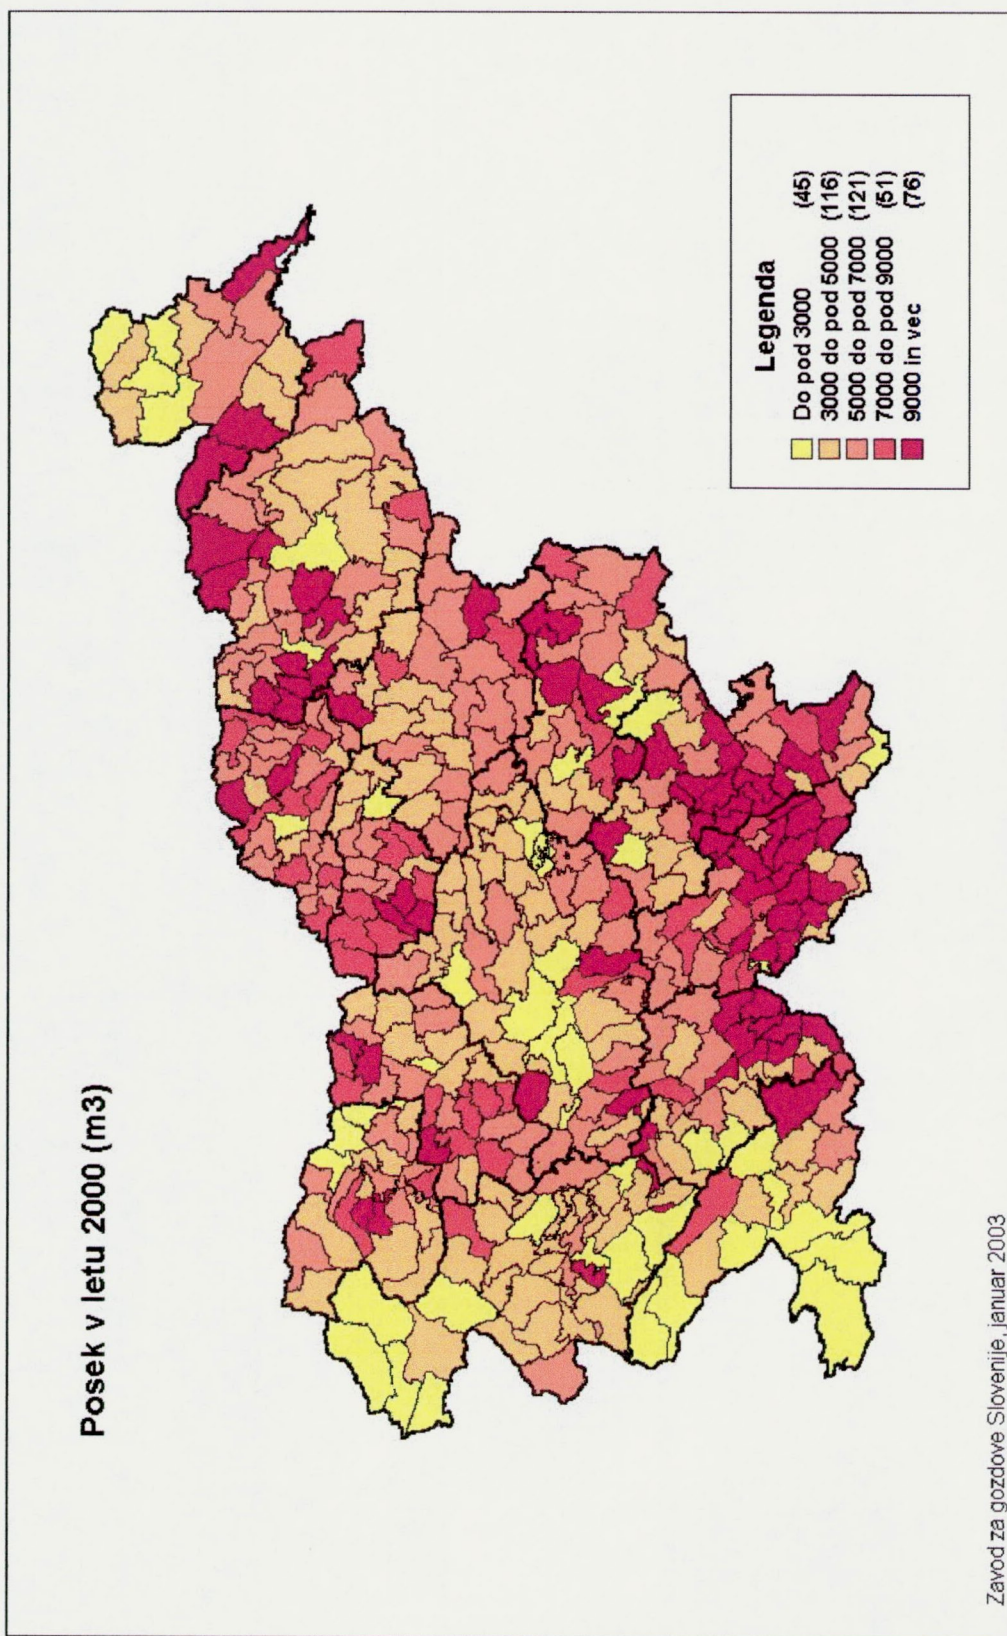 Posek v letu 2000 (m3)
Legenda
Do pod 3000 (45)
3000 do pod 5000 (116)
5000 do pod 7000 (121)
7000 do pod 9000 (51)
9000 in vec (76)
Zavod za gozdove Slovenije, januar 2003